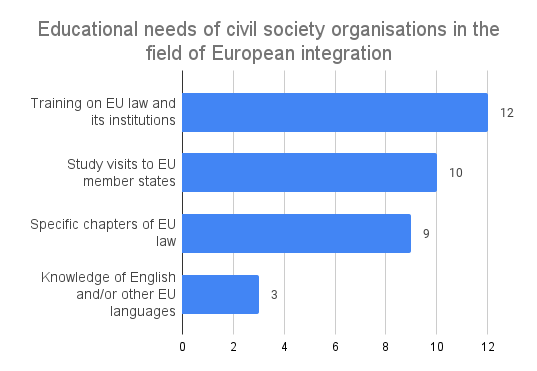 Educational needs of civil society organisations in the
field of European integration
Training on EU law and
its institutions
12
Study visits to EU
member states
10
Specific chapters of EU
law
9
Knowledge of English
and/or other EU
languages
3
0 2 4 6 8 10 12